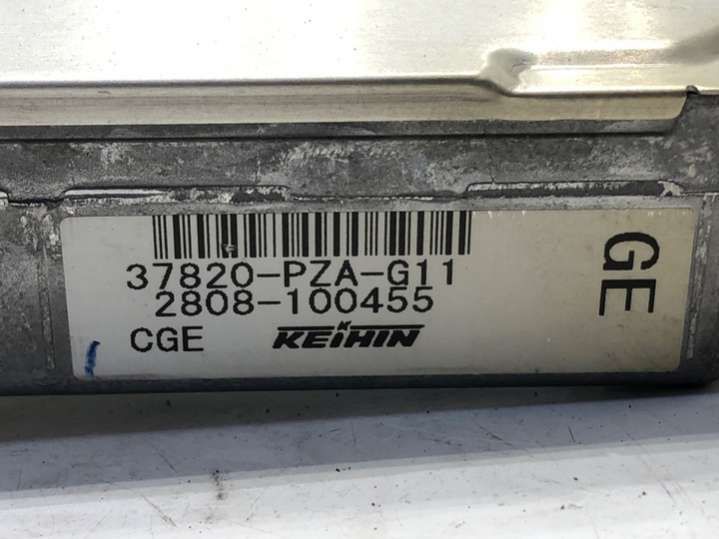 37820-PZA-G11
2808-100455
CGE KEIHIN
GE